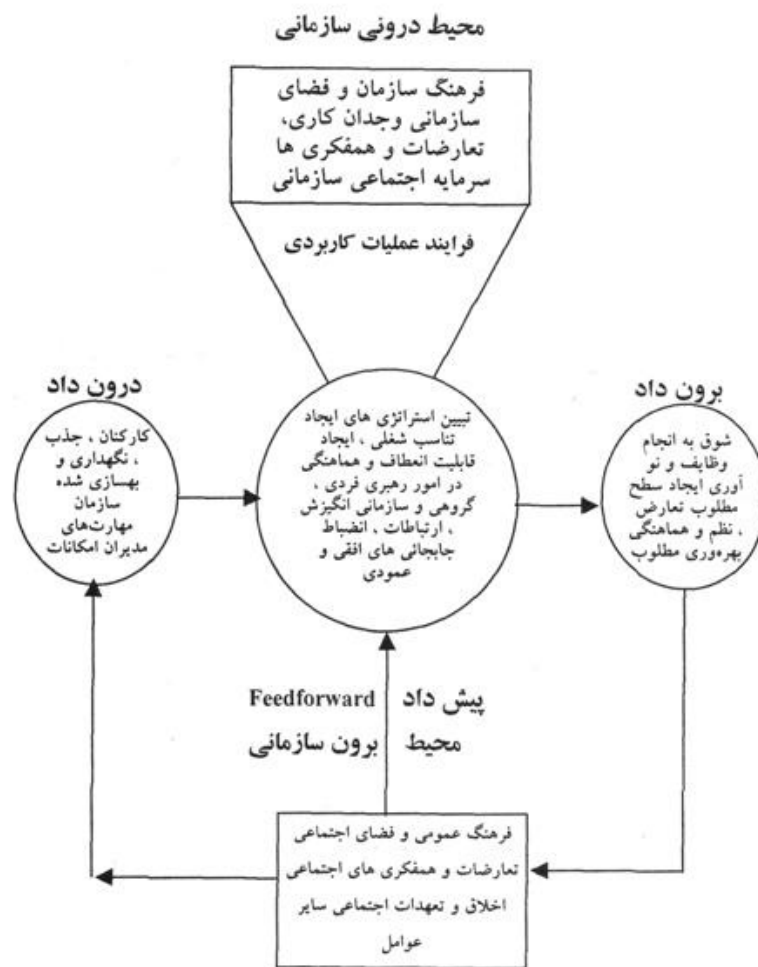 محیط درونی سازمانی
فرهنگ سازمان و فضای
سازمانی وجدان کاری،
تعارضات و همفکری ها
سرمایه اجتماعی سازمانی
فرایند عملیات کاربردی
برون داد
شوق به انجام
وظایف و نو
آوری ایجاد سطح
مطلوب تعارض
، نظم و هماهنگی
بهره‌وری مطلوب
تبیین استراتژی های ایجاد
تناسب شغلی ، ایجاد
قابلیت انعطاف و هماهنگی
در امور رهبری فردی ،
گروهی و سازمانی انگیزش
، ارتباطات ، انضباط
جابجائی های افقی و
عمودی
درون داد
کارکنان ، جذب
، نگهداری و
بهسازی شده
سازمان
مهارت‌های
مدیران امکانات
پیش داد Feedforward
محیط برون سازمانی
فرهنگ عمومی و فضای اجتماعی
تعارضات و همفکری های اجتماعی
اخلاق و تعهدات اجتماعی سایر
عوامل